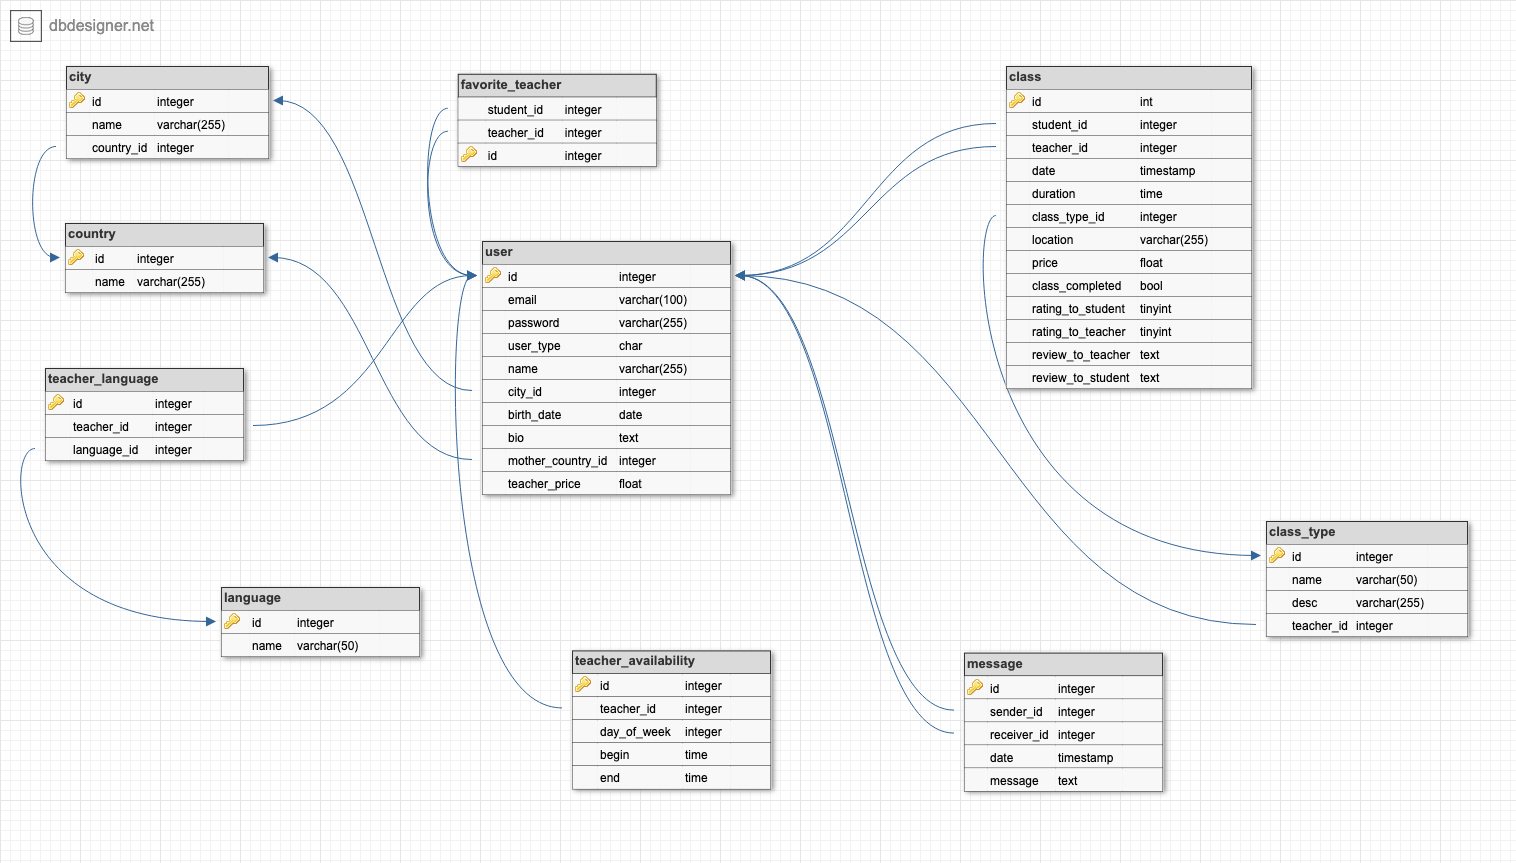 dbdesigner.net
city
id integer
name varchar(255)
country_id integer
favorite_teacher
student_id integer
teacher_id integer
id integer
class
id int
student_id integer
teacher_id integer
date timestamp
duration time
class_type_id integer
location varchar(255)
price float
class_completed bool
rating_to_student tinyint
rating_to_teacher tinyint
review_to_teacher text
review_to_student text
country
id integer
name varchar(255)
user
id integer
email varchar(100)
password varchar(255)
user_type char
name varchar(255)
city_id integer
birth_date date
bio text
mother_country_id integer
teacher_price float
teacher_language
id integer
teacher_id integer
language_id integer
class_type
id integer
name varchar(50)
desc varchar(255)
teacher_id integer
language
id integer
name varchar(50)
teacher_availability
id integer
teacher_id integer
day_of_week integer
begin time
end time
message
id integer
sender_id integer
receiver_id integer
date timestamp
message text